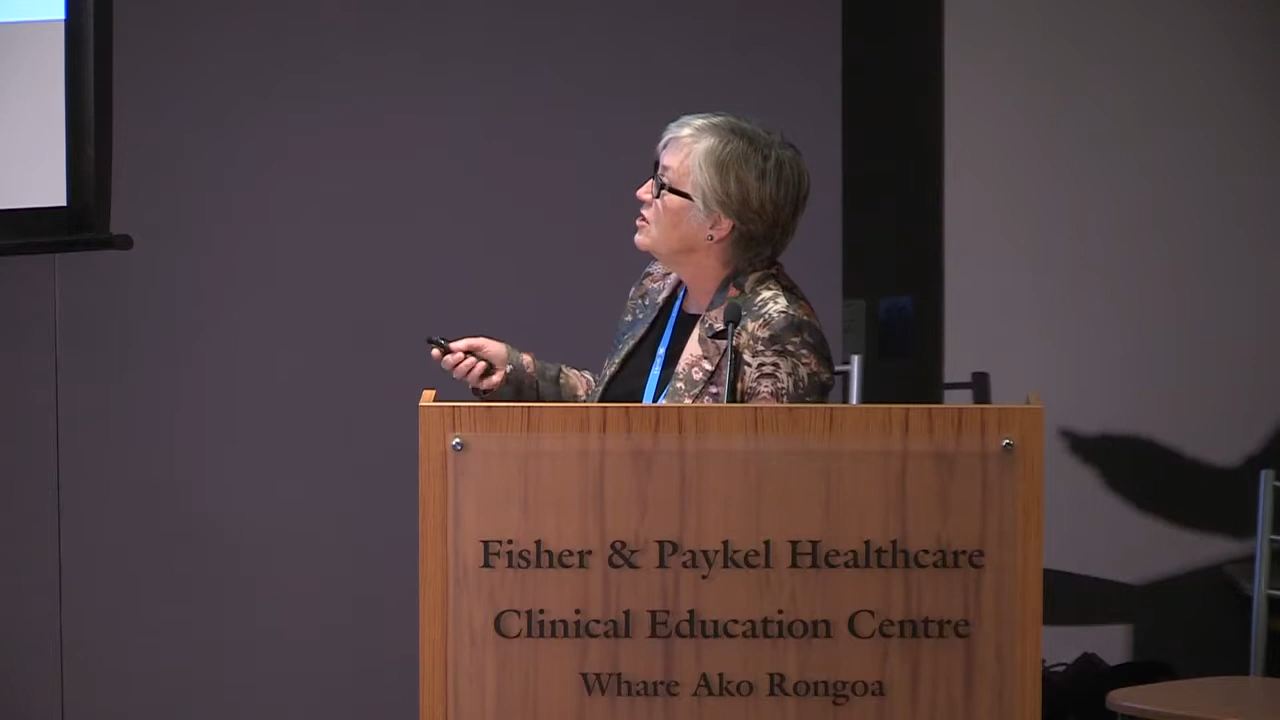 Fisher & Paykel Healthcare
Clinical Education Centre
Whare Ako Rongoa